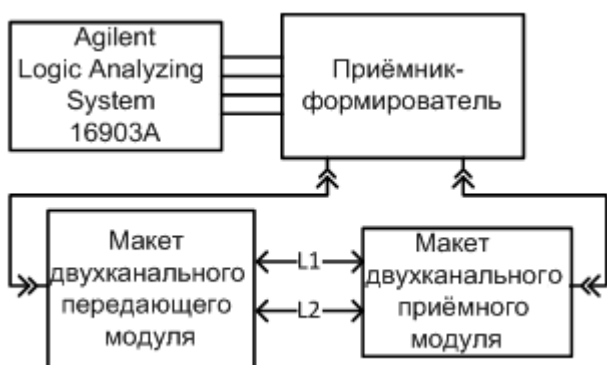 Agilent
Logic Analyzing
System
16903A
Приёмник-
формирователь
Макет
двухканального
передающего
модуля
L1
L2
Макет
двухканального
приёмного
модуля